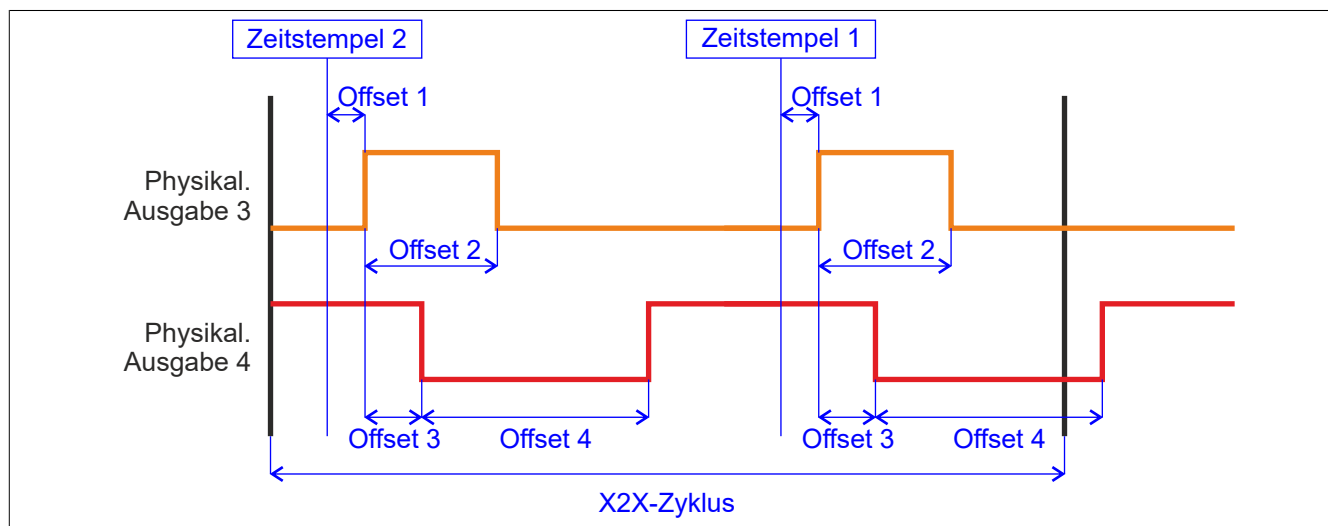 Zeitstempel 2
Zeitstempel 1
Offset 1
Offset 1
Physikal.
Ausgabe 3
Offset 2
Offset 2
Physikal.
Ausgabe 4
Offset 3
Offset 4
Offset 3
Offset 4
X2X-Zyklus